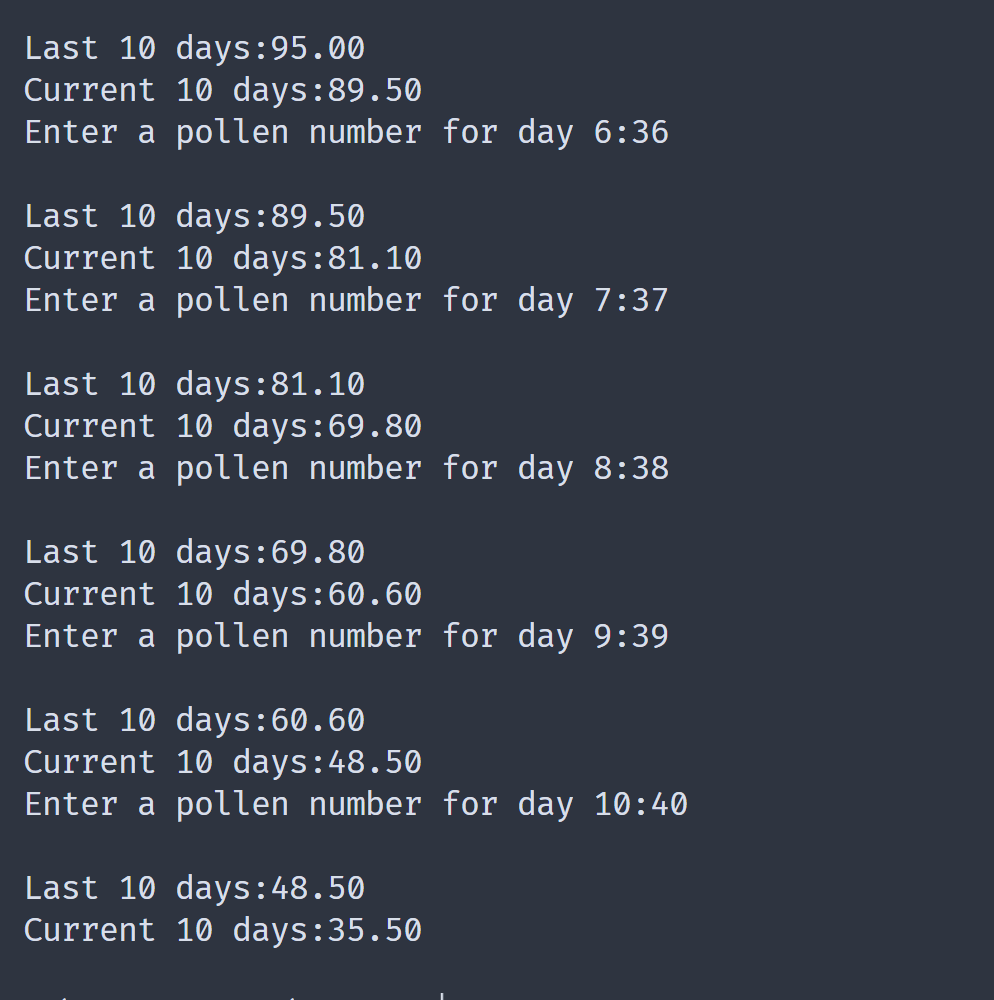 Last 10 days:95.00
Current 10 days:89.50
Enter a pollen number for day 6:36
Last 10 days:89.50
Current 10 days:81.10
Enter a pollen number for day 7:37
Last 10 days:81.10
Current 10 days:69.80
Enter a pollen number for day 8:38
Last 10 days:69.80
Current 10 days:60.60
Enter a pollen number for day 9:39
Last 10 days:60.60
Current 10 days:48.50
Enter a pollen number for day 10:40
Last 10 days:48.50
Current 10 days:35.50